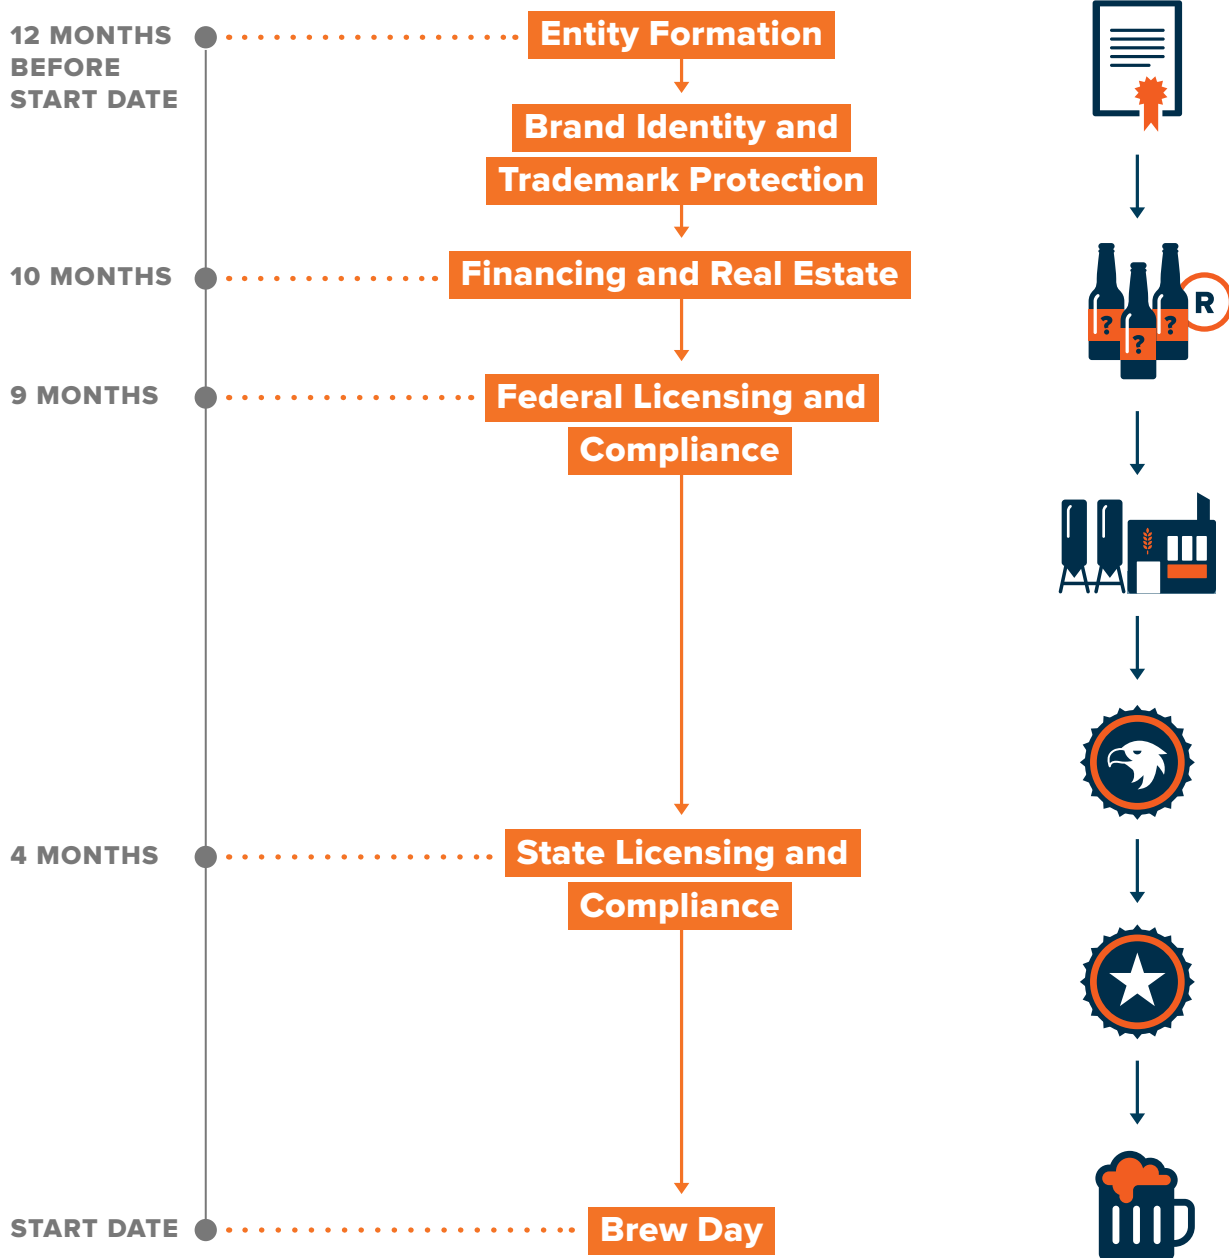 12 MONTHS
BEFORE
START DATE
Entity Formation
Brand Identity and
Trademark Protection
10 MONTHS
Financing and Real Estate
R
? ? ?
9 MONTHS
Federal Licensing and
Compliance
4 MONTHS
State Licensing and
Compliance
START DATE
Brew Day